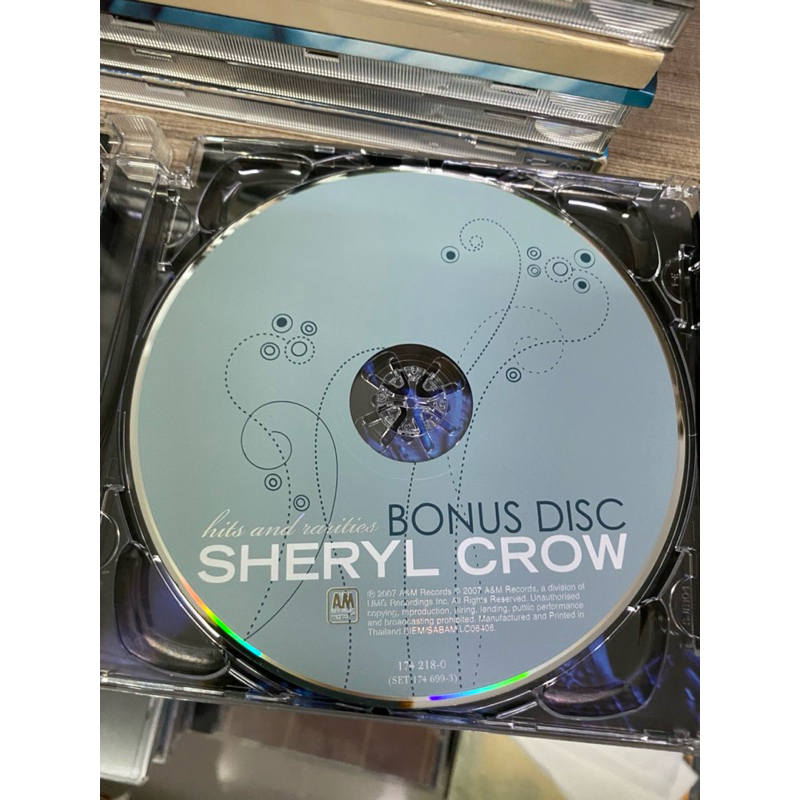 hits and rarities BONUS DISC
SHERYL CROW
AM
RECORDS
℗ 2007 A&M Records © 2007 A&M Records, a division of
UMG Recordings Inc. All Rights Reserved. Unauthorised
copying, reproduction, hiring, lending, public performance
and broadcasting prohibited. Manufactured and Printed in
Thailand.BIEM/SABAM LC06406.
174 218-0
(SET 174 699-3)